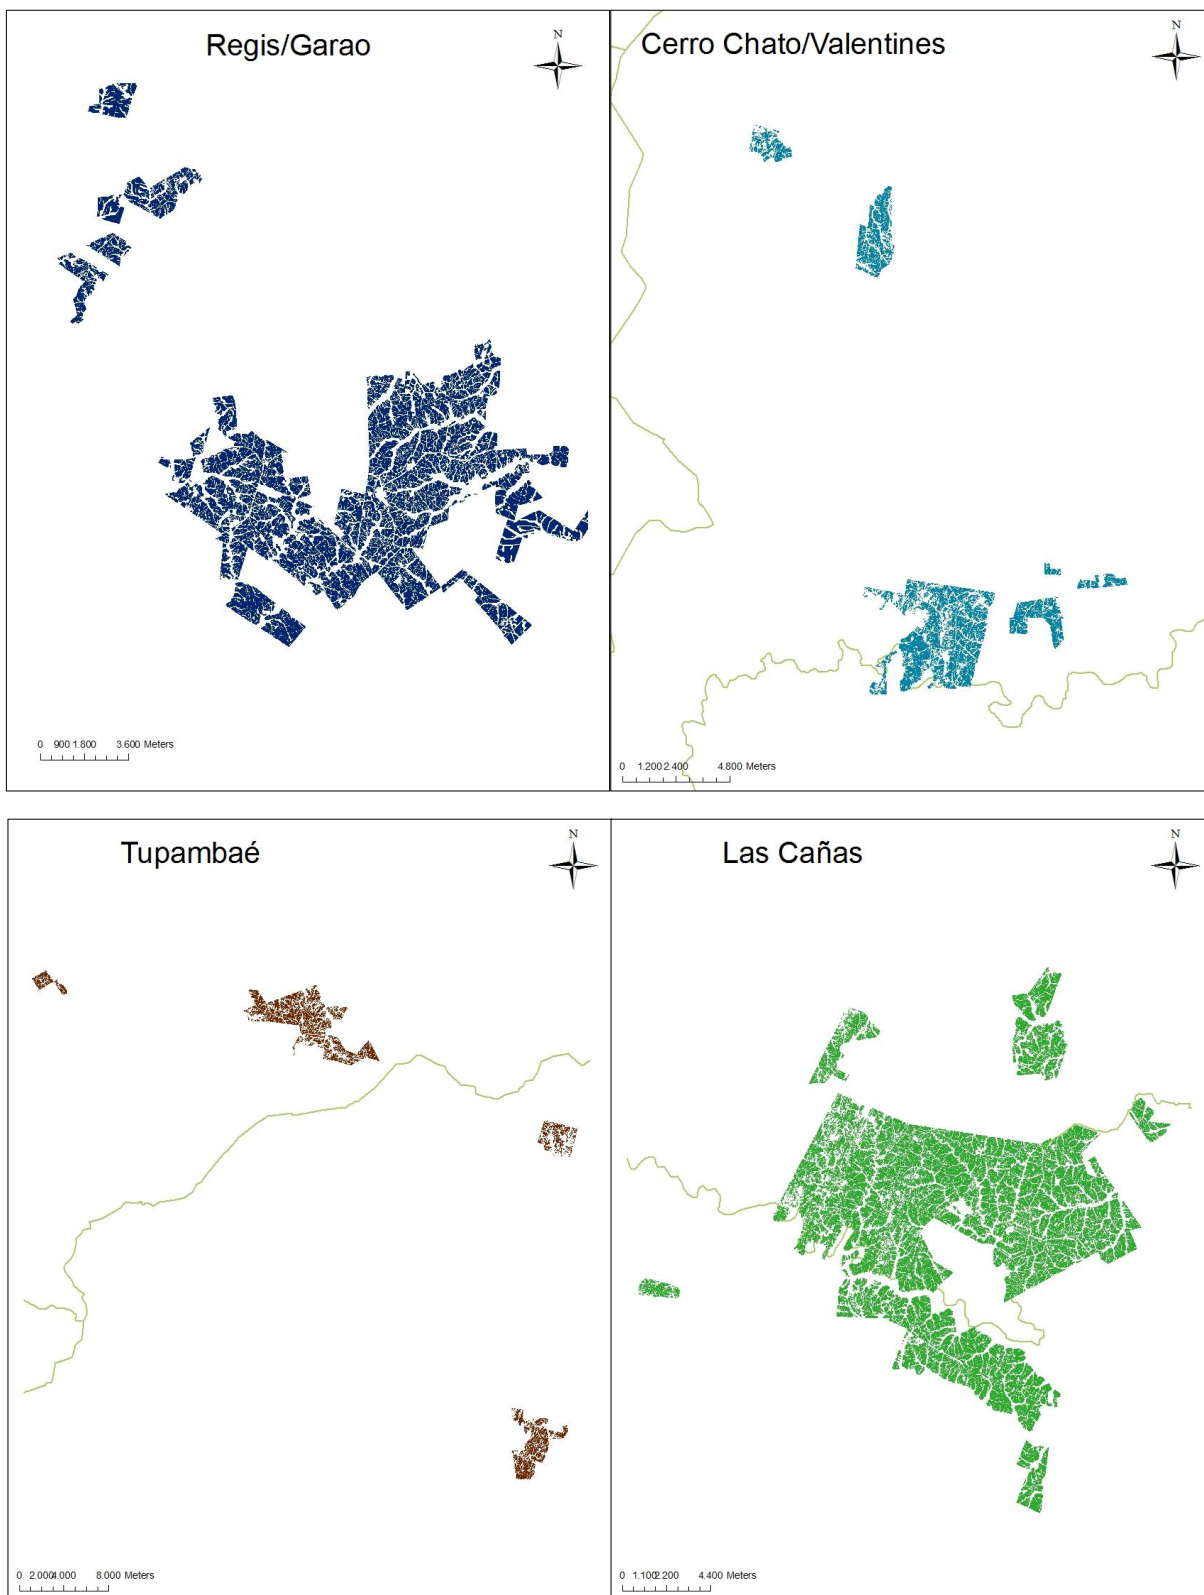 Regis/Garao
N
0 900 1.800 3.600 Meters
Cerro Chato/Valentines
N
0 1.200 2.400 4.800 Meters
Tupambaé
N
0 2.000 4.000 8.000 Meters
Las Cañas
N
0 1.100 2.200 4.400 Meters